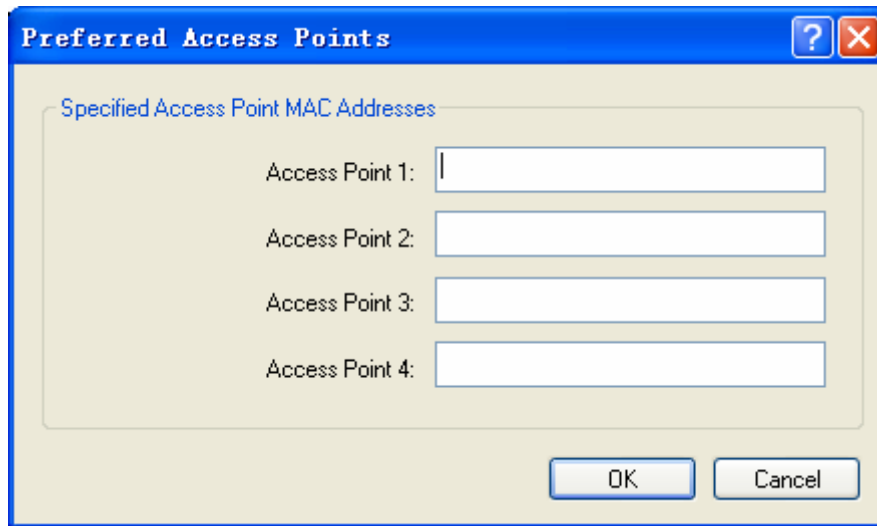 Preferred Access Points
Specified Access Point MAC Addresses
Access Point 1:
Access Point 2:
Access Point 3:
Access Point 4:
OK
Cancel